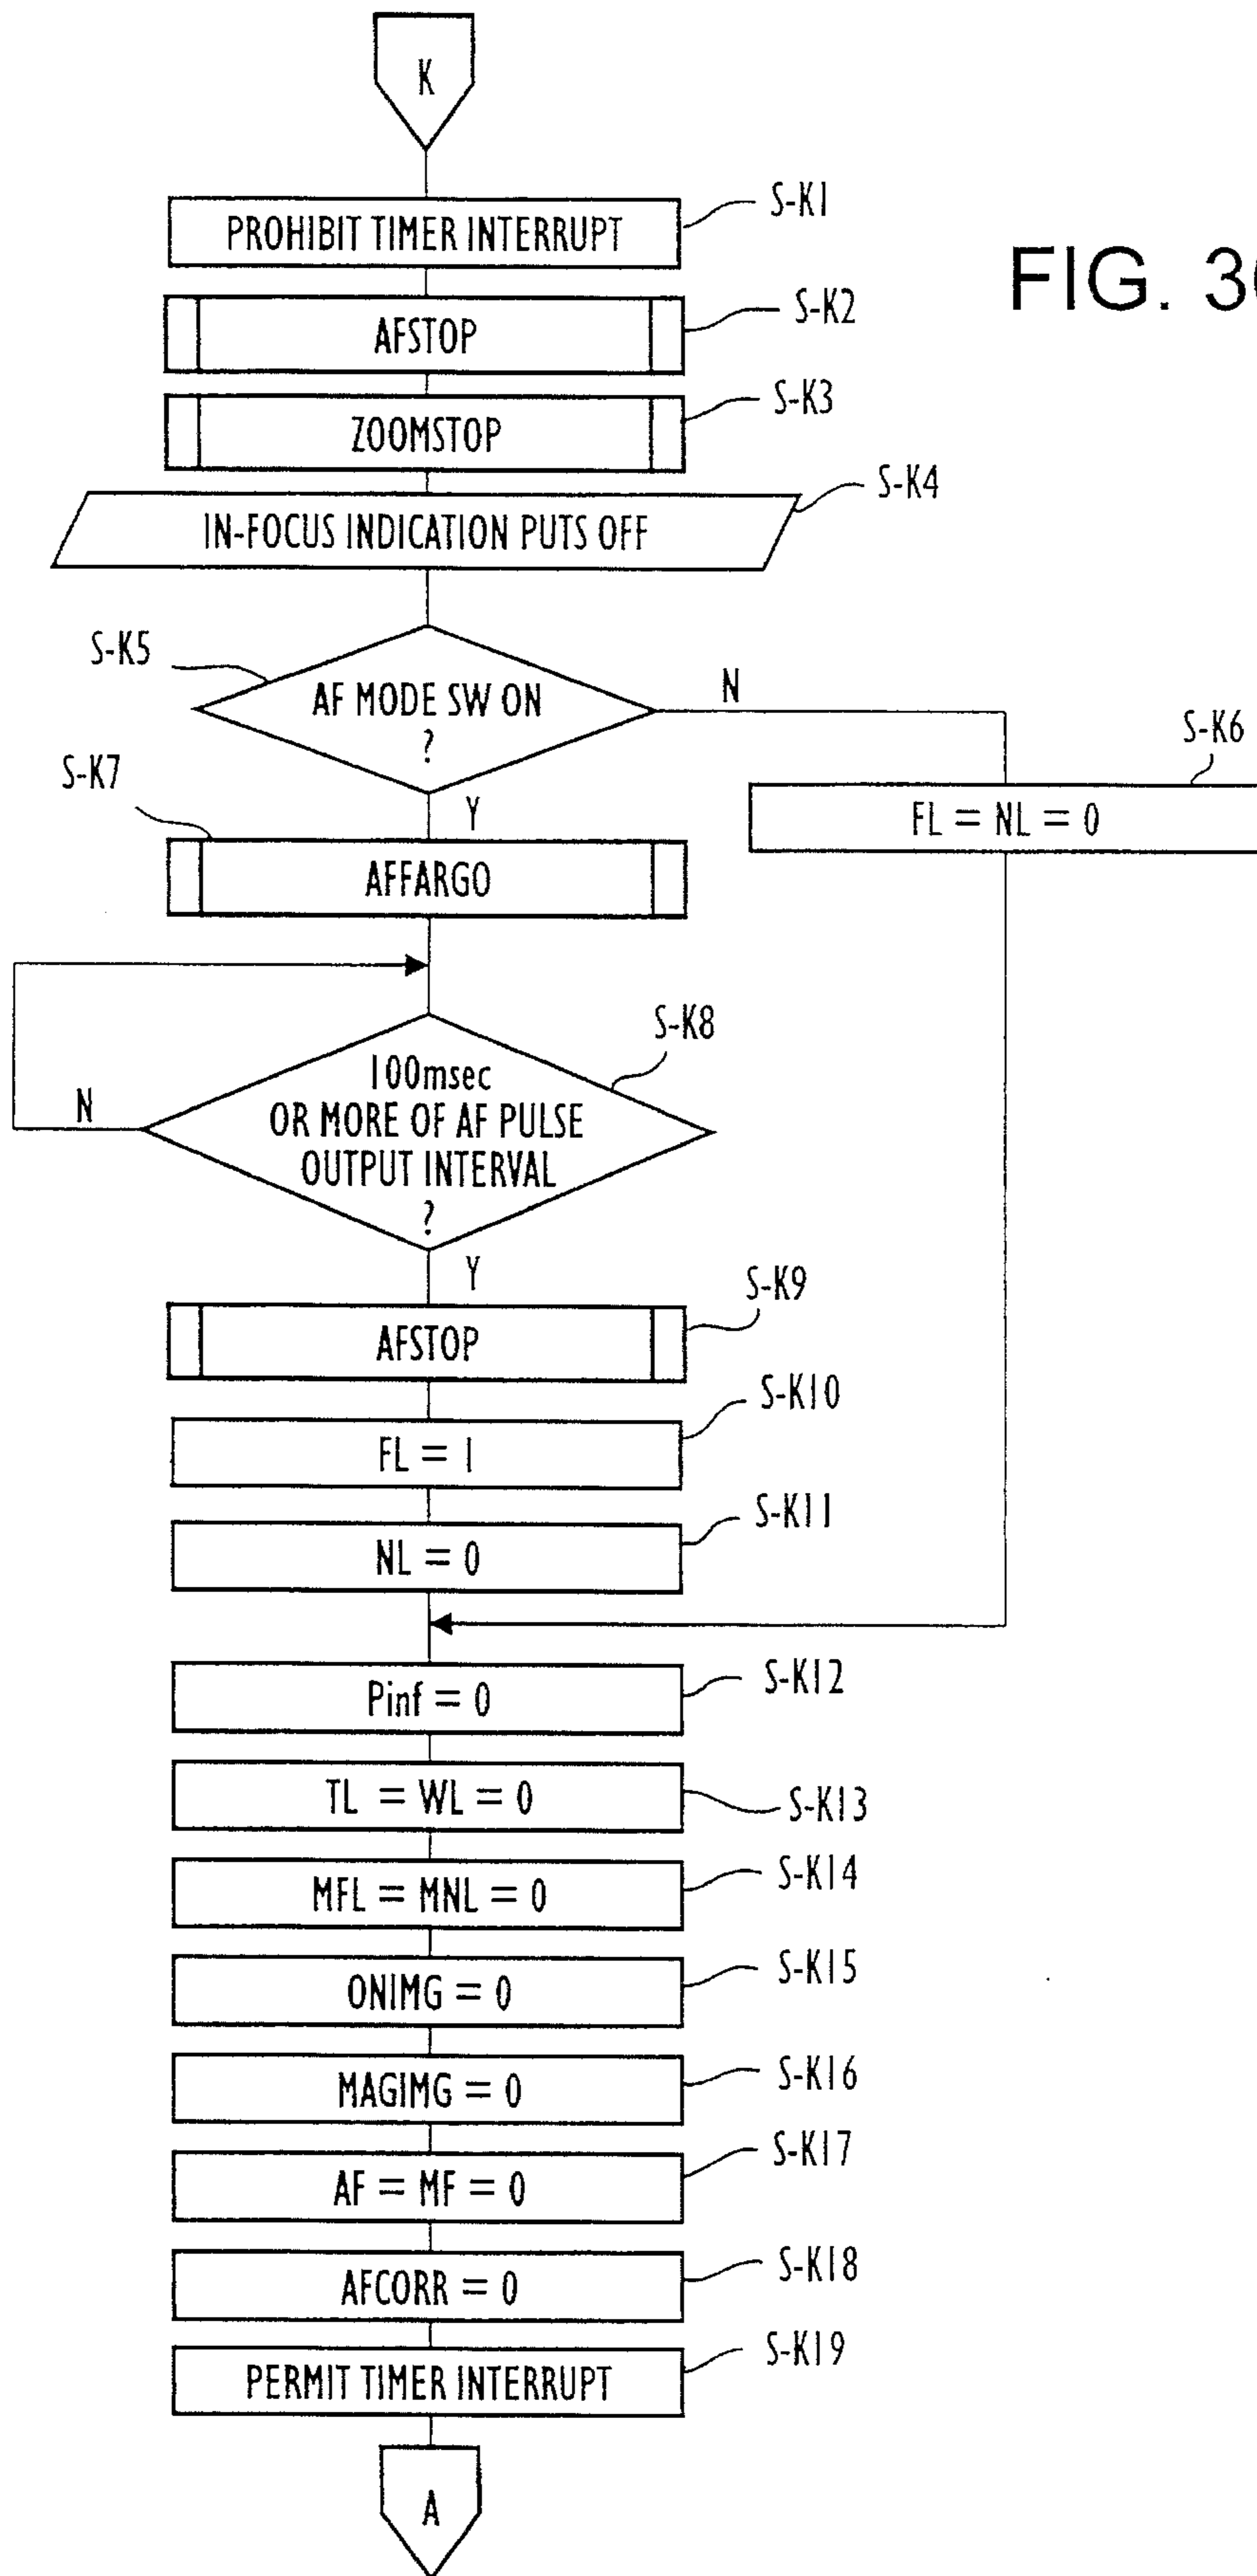 K
S-K1
PROHIBIT TIMER INTERRUPT
FIG. 30
S-K2
AFSTOP
S-K3
ZOOMSTOP
S-K4
IN-FOCUS INDICATION PUTS OFF
S-K5
AF MODE SW ON
?
N
S-K6
FL = NL = 0
S-K7
Y
AFFARGO
S-K8
100msec
OR MORE OF AF PULSE
OUTPUT INTERVAL
?
N
Y
S-K9
AFSTOP
S-K10
FL = 1
S-K11
NL = 0
S-K12
Pinf = 0
TL = WL = 0
S-K13
S-K14
MFL = MNL = 0
S-K15
ONIMG = 0
S-K16
MAGIMG = 0
S-K17
AF = MF = 0
S-K18
AFCORR = 0
S-K19
PERMIT TIMER INTERRUPT
A